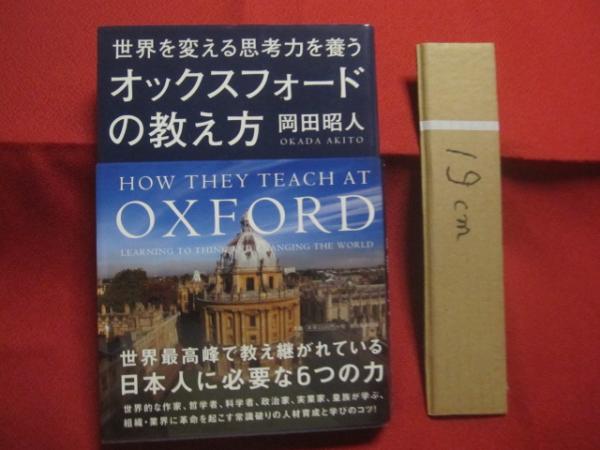 世界を変える思考力を養う
オックスフォード
の教え方 岡田昭人
OKADA AKITO
HOW THEY TEACH AT
OXFORD
LEARNING TO THINK CHANGING THE WORLD
世界最高峰で教え継がれている
日本人に必要な6つの力
世界的な作家、哲学者、科学者、政治家、実業家、皇族が学ぶ、
組織・業界に革命を起こす常識破りの人材育成と学びのコツ!
19cm